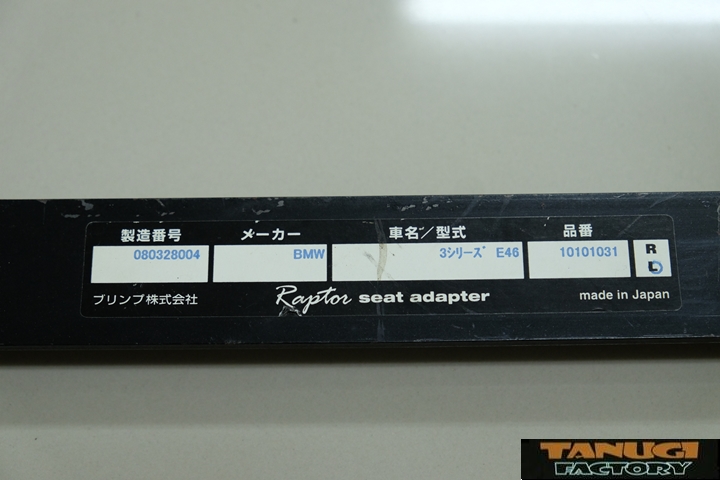 製造番号 メーカー 車名／型式 品番
080328004 BMW 3シリーズ E46 10101031 R L
ブリンプ株式会社 Raptor seat adapter made in Japan
TANUGI
FACTORY